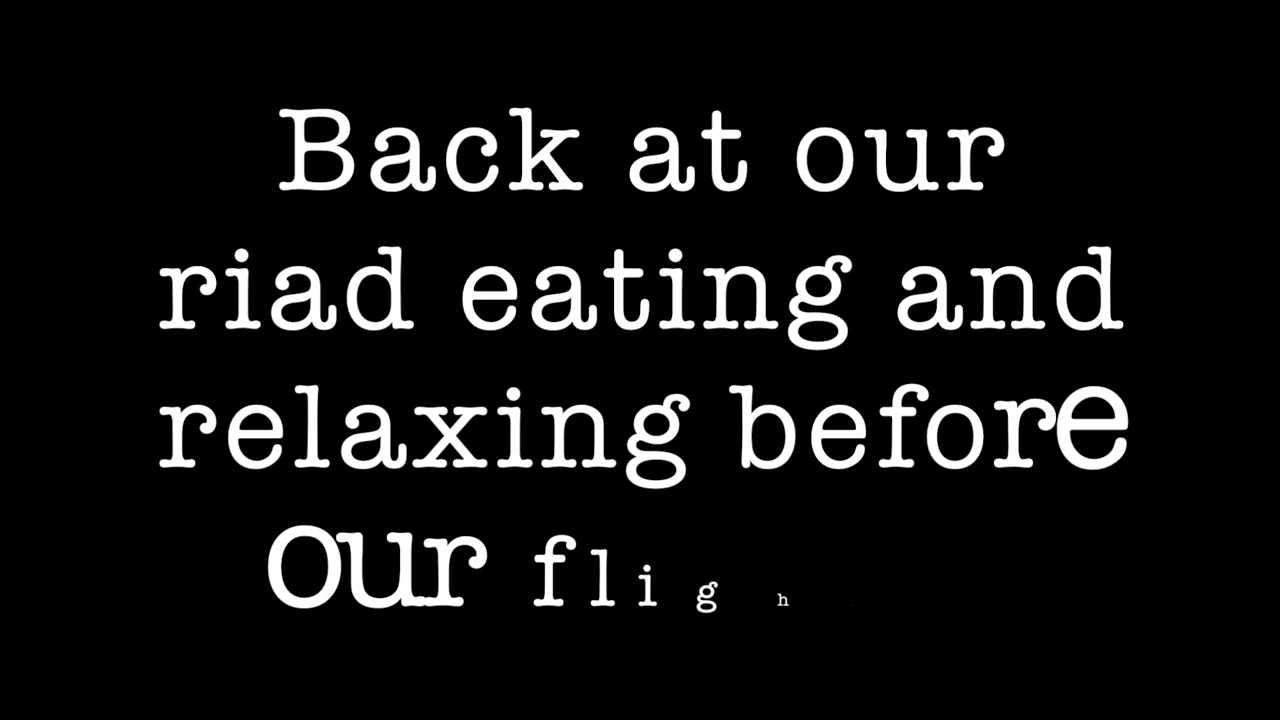 Back at our
riad eating and
relaxing before
our fligh